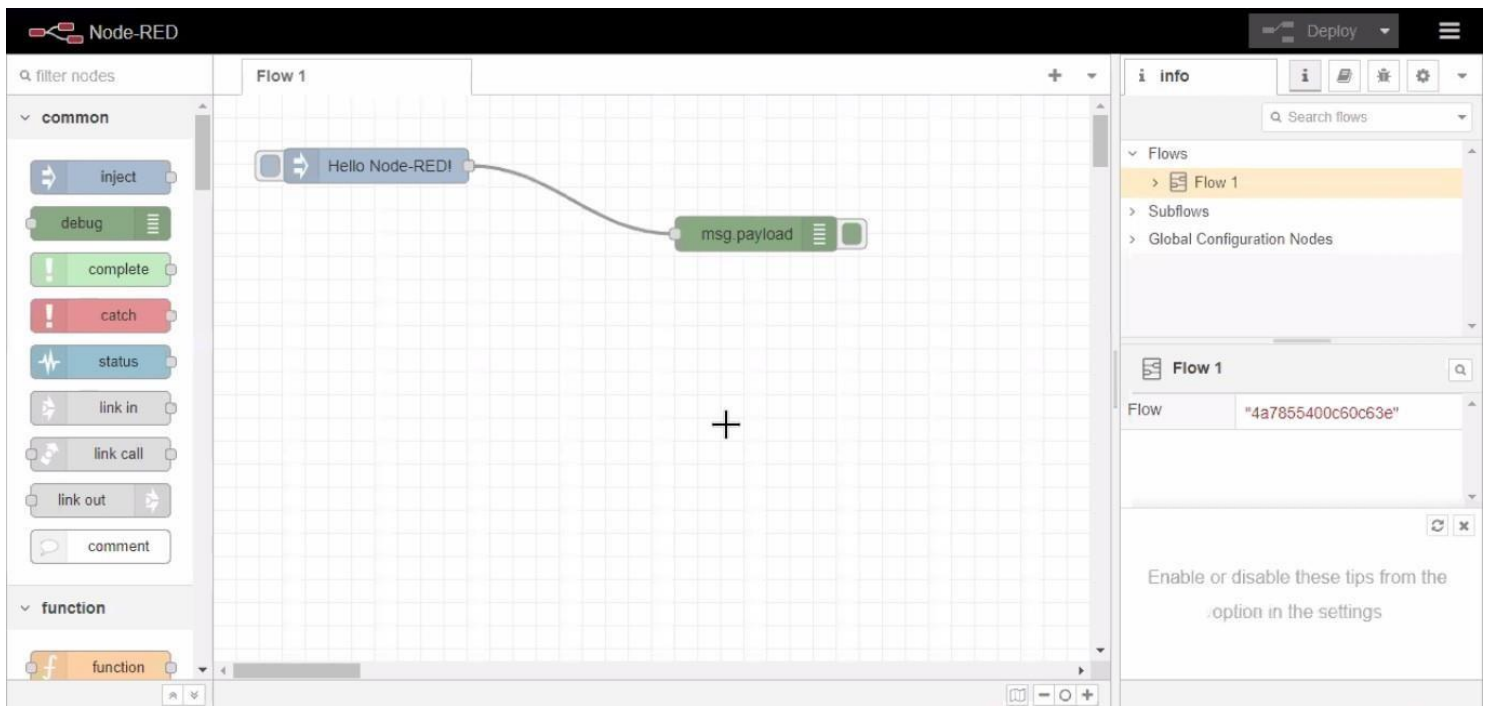 Node-RED
Deploy
filter nodes
Flow 1
i info
i
Search flows
common
inject
debug
complete
catch
status
link in
link call
link out
comment
function
function
Hello Node-RED!
msg.payload
Flows
Flow 1
Subflows
Global Configuration Nodes
Flow 1
Flow "4a7855400c60c63e"
Enable or disable these tips from the
option in the settings